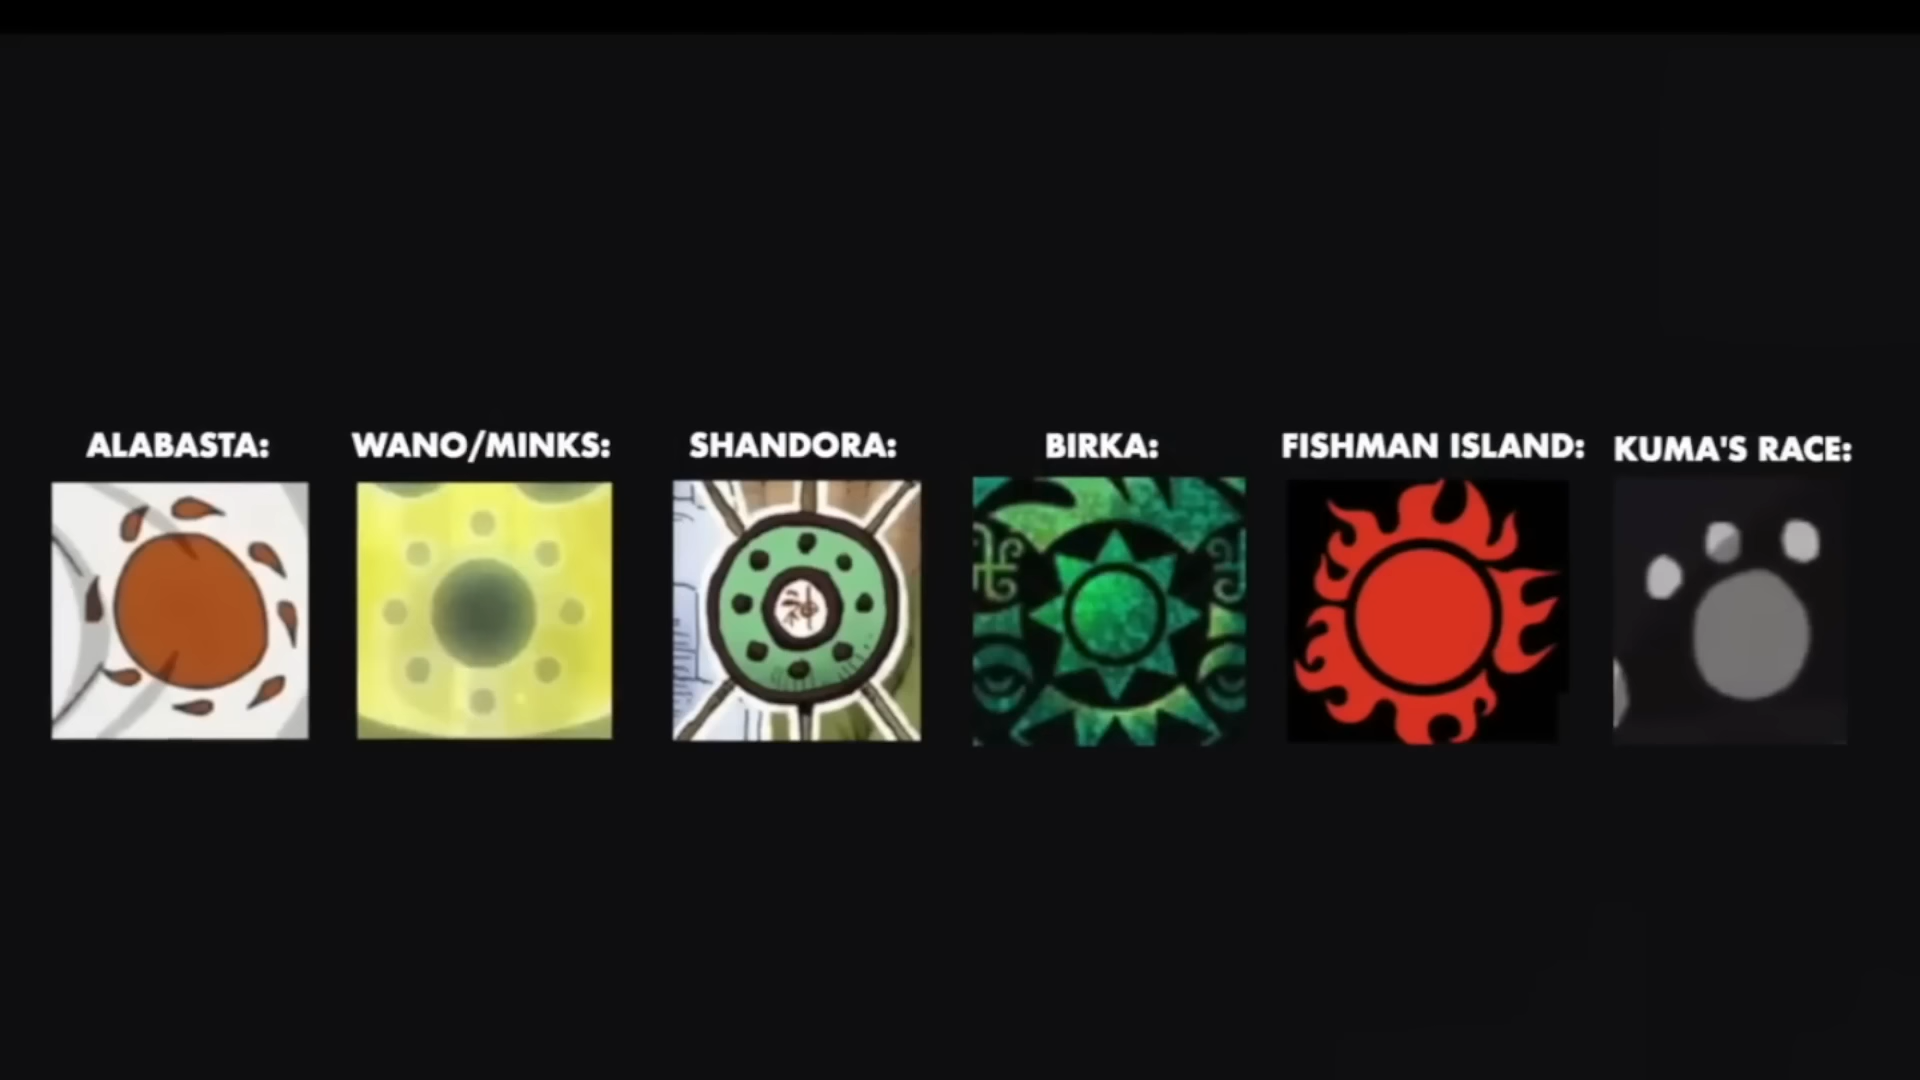 ALABASTA:
WANO/MINKS:
SHANDORA:
BIRKA:
FISHMAN ISLAND:
KUMA'S RACE:
神